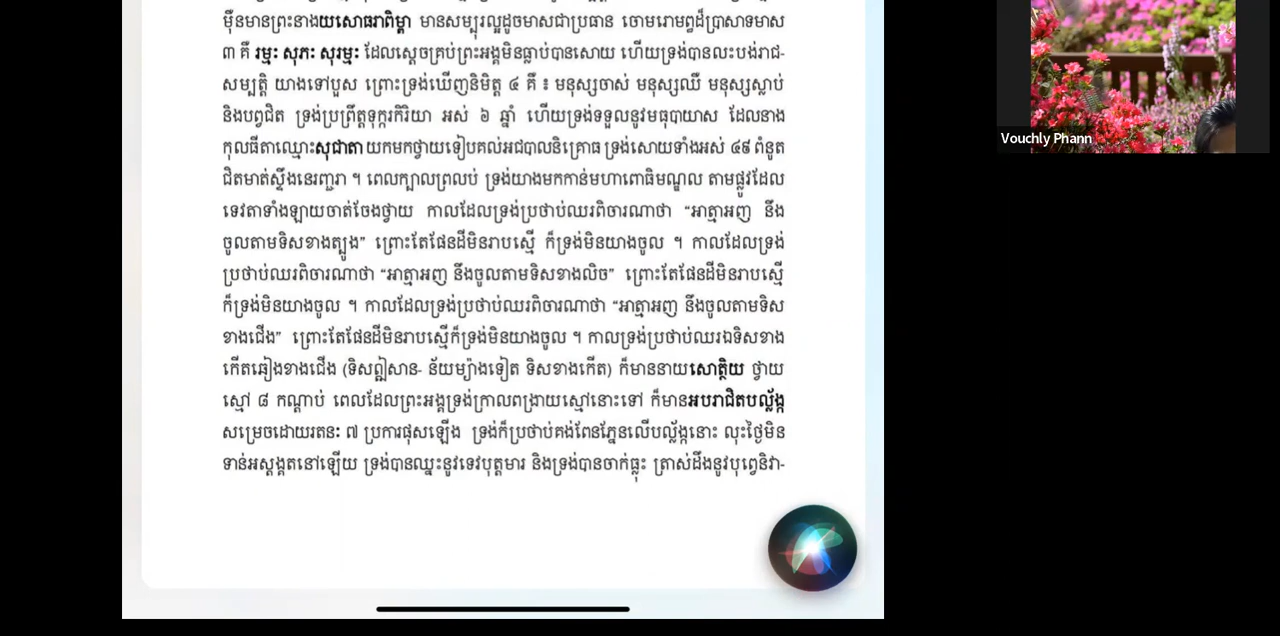 ម៉ឺនមានព្រះនាងយសោធរាពិម្ពា មានសម្បុរល្អដូចមាសជាប្រធាន ចោមរោមព្ធដ៏ប្រាសាទមាស
៣ គឺ រម្មៈ សុភៈ សុរម្មៈ ដែលស្ដេចគ្រប់ព្រះអង្គមិនធ្លាប់បានសោយ ហើយទ្រង់បានលះបង់រាជ-
សម្បត្តិ យាងទៅបួស ព្រោះទ្រង់ឃើញនិមិត្ត ៤ គឺ ៖ មនុស្សចាស់ មនុស្សឈឺ មនុស្សស្លាប់
និងបព្វជិត ទ្រង់ប្រព្រឹត្តទុក្ករកិរិយា អស់ ៦ ឆ្នាំ ហើយទ្រង់ទទួលនូវមធុបាយាស ដែលនាង
កុលធីតាឈ្មោះសុជាតាយកមកថ្វាយទៀបគល់អជបាលនិគ្រោធ ទ្រង់សោយទាំងអស់ ៤៩ ពំនូត
ជិតមាត់ស្ទឹងនេរញ្ជរា ។ ពេលក្បាលព្រលប់ ទ្រង់យាងមកកាន់មហាពោធិមណ្ឌល តាមផ្លូវដែល
ទេវតាទាំងឡាយចាត់ចែងថ្វាយ កាលដែលទ្រង់ប្រថាប់ឈរពិចារណាថា “អាត្មាអញ នឹង
ចូលតាមទិសខាងត្បូង” ព្រោះតែផែនដីមិនរាបស្មើ ក៏ទ្រង់មិនយាងចូល ។ កាលដែលទ្រង់
ប្រថាប់ឈរពិចារណាថា “អាត្មាអញ នឹងចូលតាមទិសខាងលិច” ព្រោះតែផែនដីមិនរាបស្មើ
ក៏ទ្រង់មិនយាងចូល ។ កាលដែលទ្រង់ប្រថាប់ឈរពិចារណាថា “អាត្មាអញ នឹងចូលតាមទិស
ខាងជើង” ព្រោះតែផែនដីមិនរាបស្មើក៏ទ្រង់មិនយាងចូល ។ កាលទ្រង់ប្រថាប់ឈរឯទិសខាង
កើតឆៀងខាងជើង (ទិសឦសាន- ន័យម្យ៉ាងទៀត ទិសខាងកើត) ក៏មាននាយសោត្ថិយ ថ្វាយ
ស្មៅ ៨ កណ្ដាប់ ពេលដែលព្រះអង្គទ្រង់ក្រាលពង្រាយស្មៅនោះទៅ ក៏មានអបរាជិតបល្ល័ង្ក
សម្រេចដោយរតនៈ ៧ ប្រការផុសឡើង ទ្រង់ក៏ប្រថាប់គង់ពែនភ្នែនលើបល្ល័ង្កនោះ លុះថ្ងៃមិន
ទាន់អស្ដង្គតនៅឡើយ ទ្រង់បានឈ្នះនូវទេវបុត្តមារ និងទ្រង់បានចាក់ធ្លុះ ត្រាស់ដឹងនូវបុព្វេនិវា-
Vouchly Phann